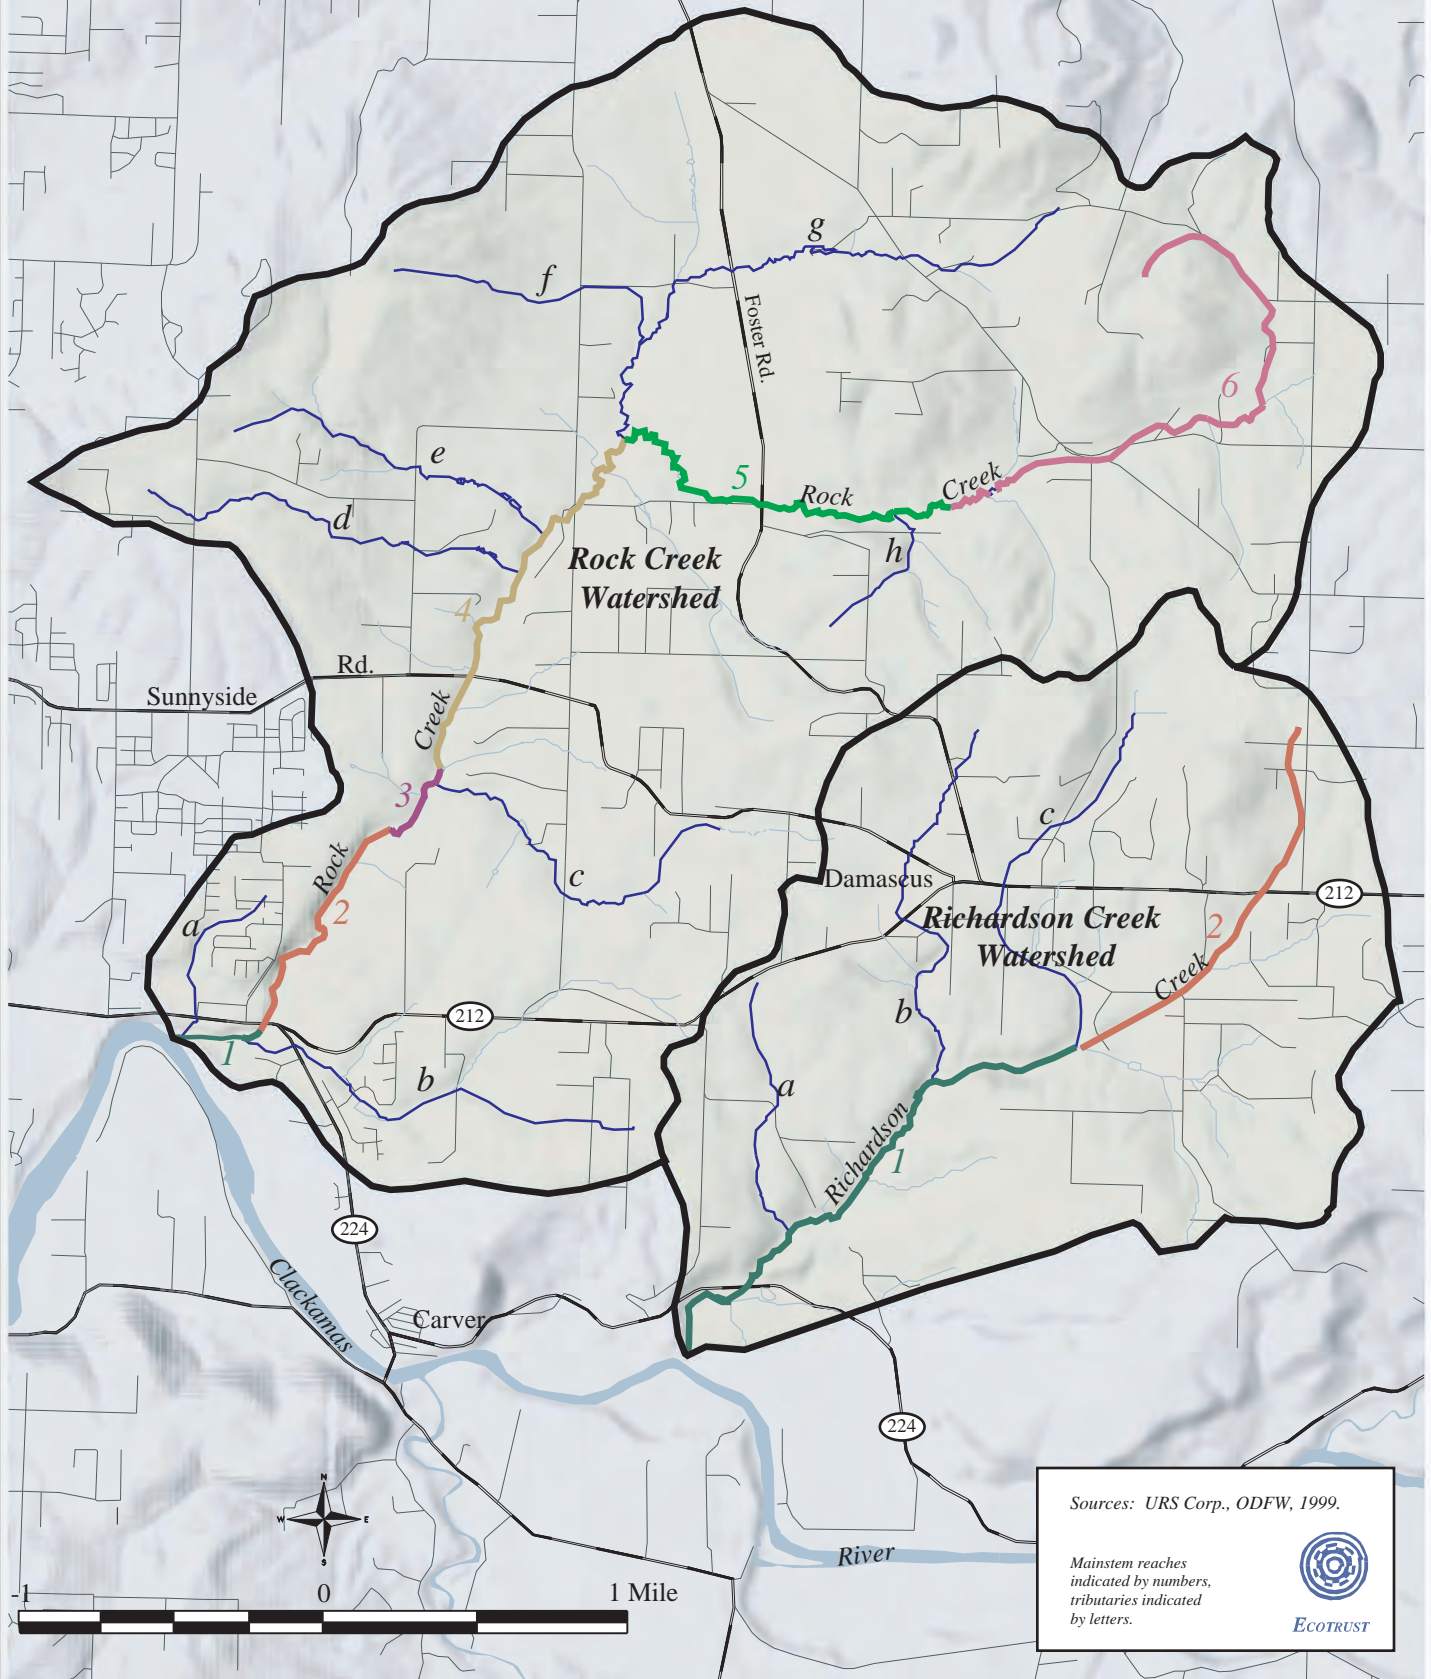 g
f
Foster Rd.
6
e
5
Rock
Creek
d
h
Rock Creek
Watershed
4
Rd.
Sunnyside
Creek
3
c
c
Rock
Damascus
212
2
a
Richardson Creek
Watershed
2
Creek
b
212
1
b
a
Richardson
1
224
Clackamas
Carver
224
N
W
E
S
River
-1
0
1 Mile
Sources: URS Corp., ODFW, 1999.
Mainstem reaches
indicated by numbers,
tributaries indicated
by letters.
ECOTRUST